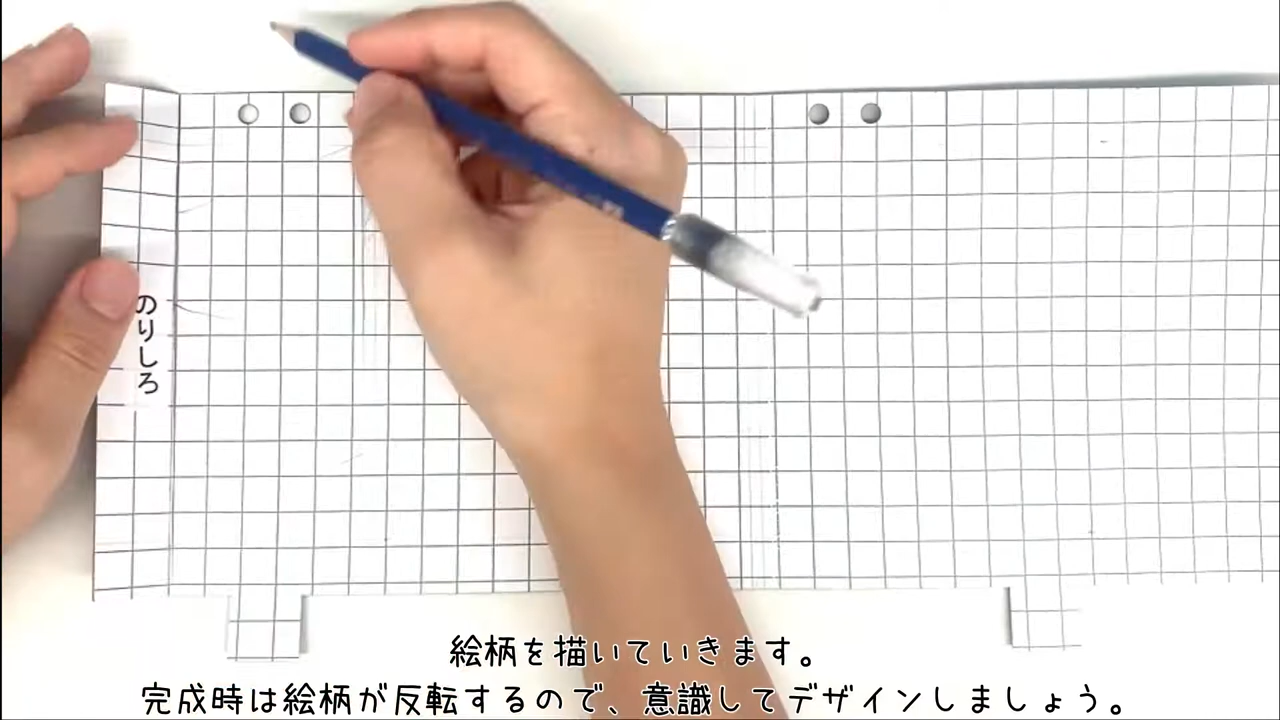 のりしろ
絵柄を描いていきます。
完成時は絵柄が反転するので、意識してデザインしましょう。